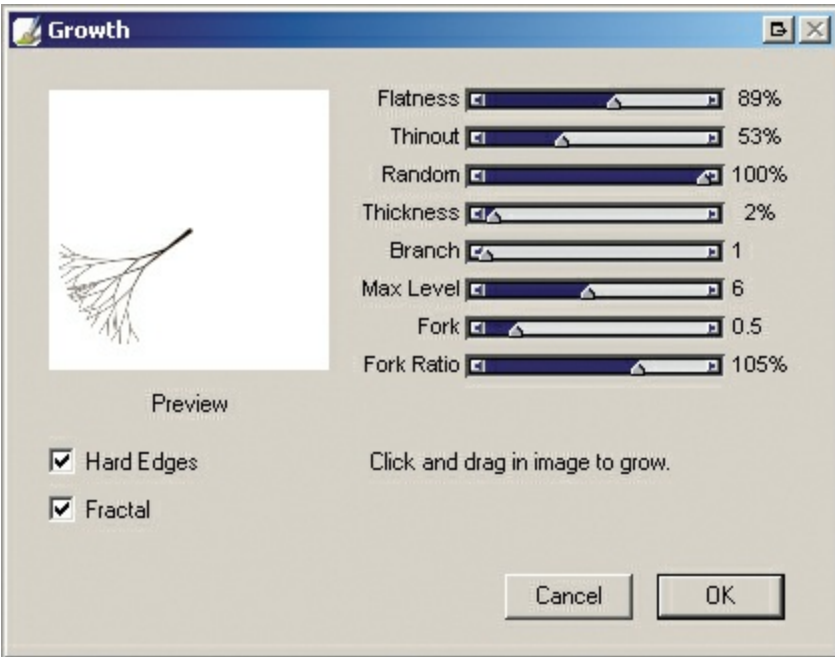 Growth
Flatness 89%
Thinout 53%
Random 100%
Thickness 2%
Branch 1
Max Level 6
Fork 0.5
Fork Ratio 105%
Preview
Hard Edges
Click and drag in image to grow.
Fractal
Cancel
OK